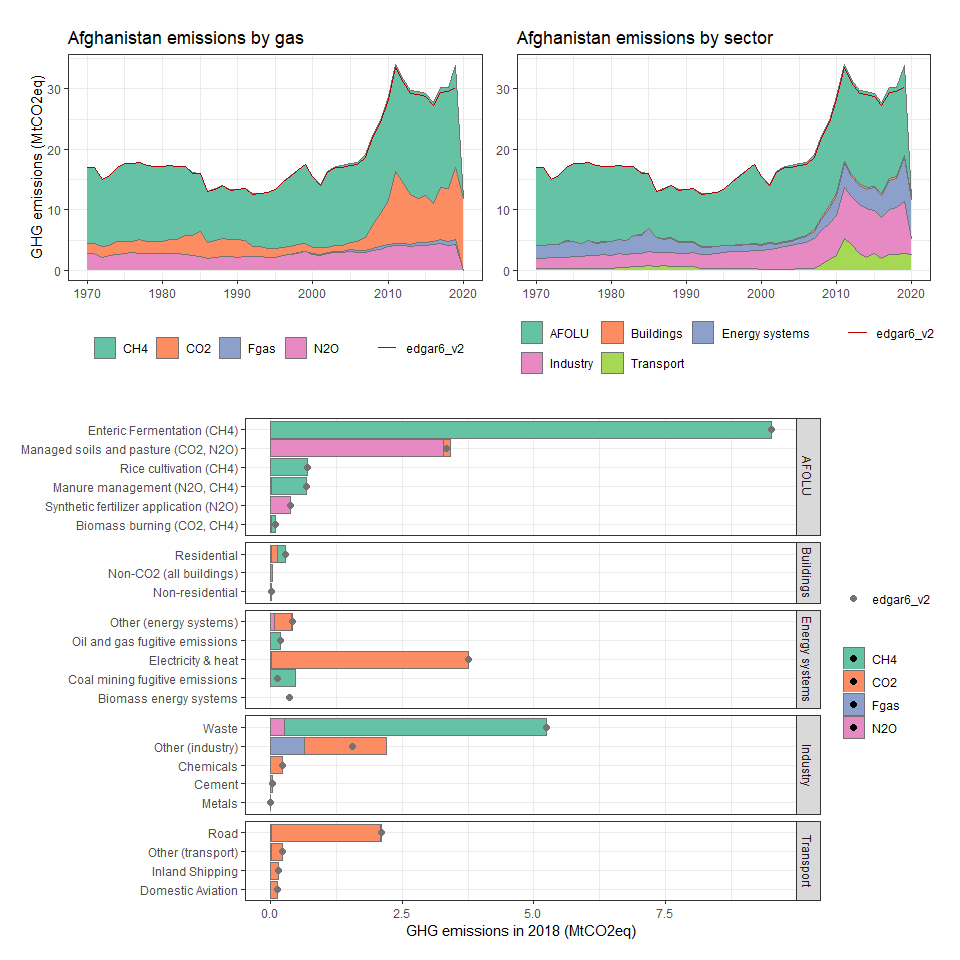 Afghanistan emissions by gas
GHG emissions (MtCO2eq)
30
20
10
0
1970 1980 1990 2000 2010 2020
CH4 CO2 Fgas N2O edgar6_v2
Afghanistan emissions by sector
30
20
10
0
1970 1980 1990 2000 2010 2020
AFOLU Buildings Energy systems edgar6_v2
Industry Transport
Enteric Fermentation (CH4)
Managed soils and pasture (CO2, N2O)
Rice cultivation (CH4)
Manure management (N2O, CH4)
Synthetic fertilizer application (N2O)
Biomass burning (CO2, CH4)
AFOLU
Residential
Non-CO2 (all buildings)
Non-residential
Buildings
Other (energy systems)
Oil and gas fugitive emissions
Electricity & heat
Coal mining fugitive emissions
Biomass energy systems
Energy systems
Waste
Other (industry)
Chemicals
Cement
Metals
Industry
Road
Other (transport)
Inland Shipping
Domestic Aviation
Transport
0.0 2.5 5.0 7.5
GHG emissions in 2018 (MtCO2eq)
edgar6_v2
CH4
CO2
Fgas
N2O